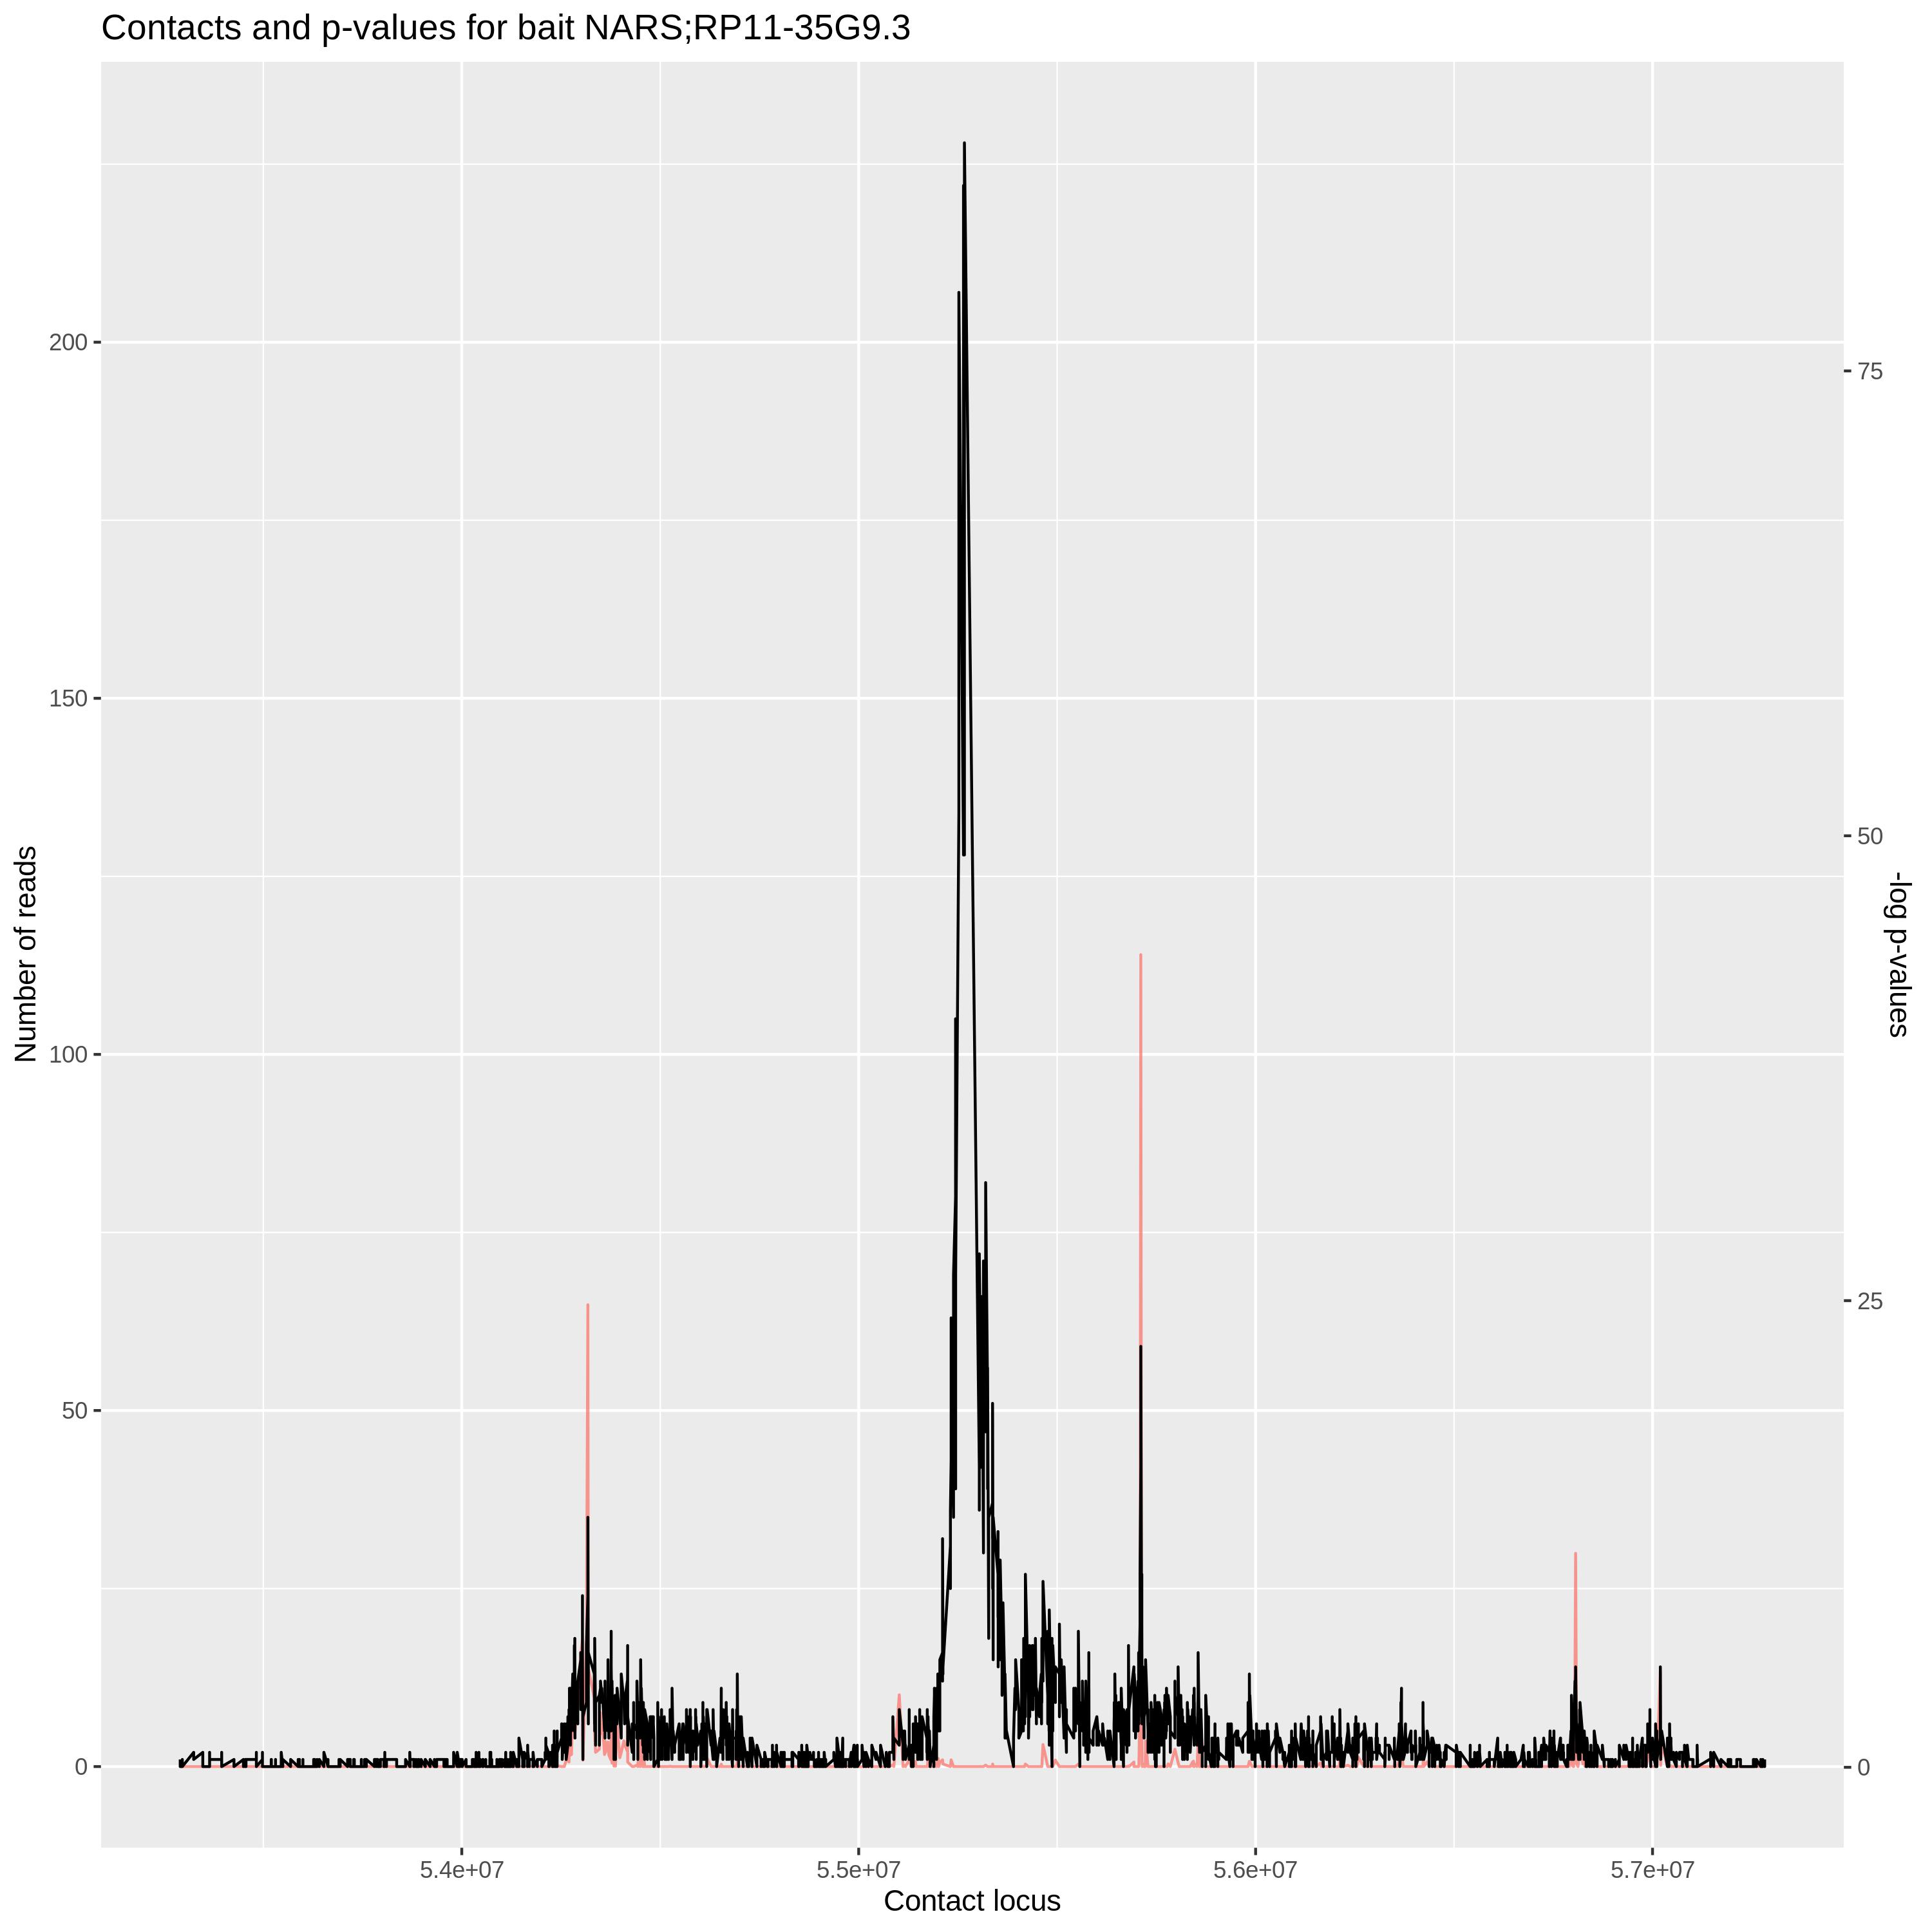 Contacts and p-values for bait NARS;RP11-35G9.3
200
150
100
50
0
Number of reads
75
50
25
0
-log p-values
5.4e+07
5.5e+07
5.6e+07
5.7e+07
Contact locus